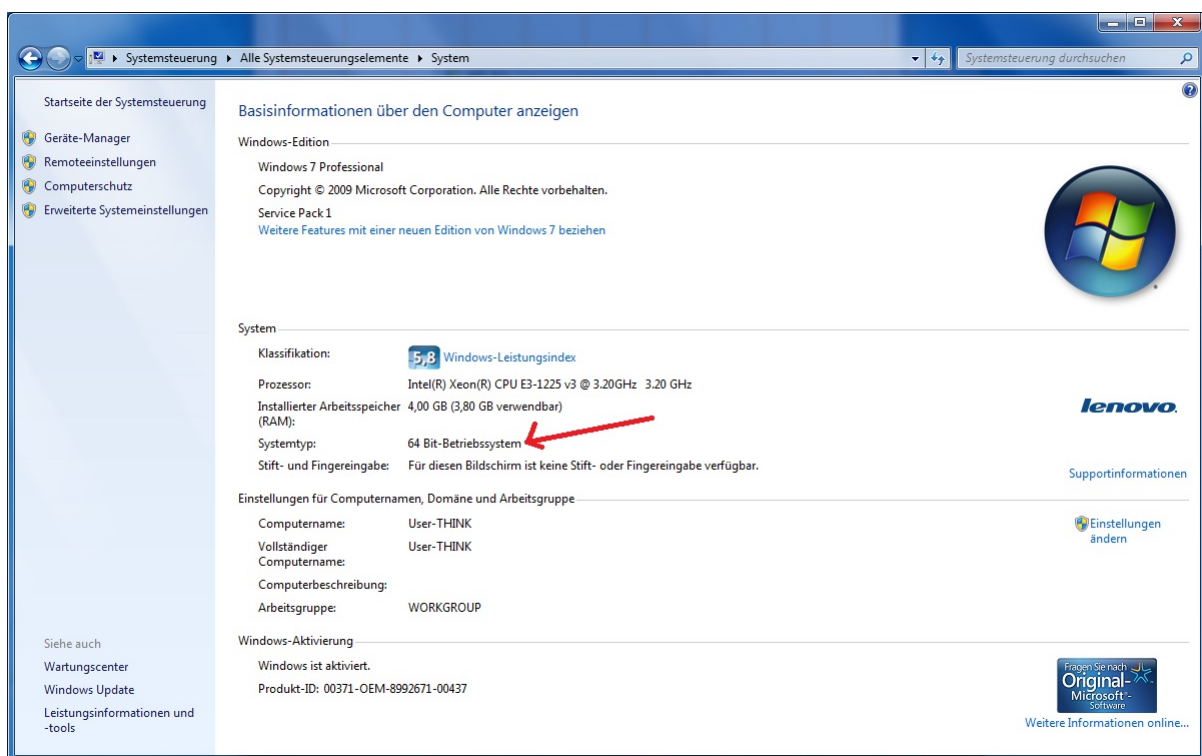 Systemsteuerung ▸ Alle Systemsteuerungselemente ▸ System
Systemsteuerung durchsuchen
Startseite der Systemsteuerung
Geräte-Manager
Remoteeinstellungen
Computerschutz
Erweiterte Systemeinstellungen
Basisinformationen über den Computer anzeigen
Windows-Edition
Windows 7 Professional
Copyright © 2009 Microsoft Corporation. Alle Rechte vorbehalten.
Service Pack 1
Weitere Features mit einer neuen Edition von Windows 7 beziehen
System
Klassifikation: 5,8 Windows-Leistungsindex
Prozessor: Intel(R) Xeon(R) CPU E3-1225 v3 @ 3.20GHz 3.20 GHz
Installierter Arbeitsspeicher 4,00 GB (3,80 GB verwendbar)
(RAM):
Systemtyp: 64 Bit-Betriebssystem
Stift- und Fingereingabe: Für diesen Bildschirm ist keine Stift- oder Fingereingabe verfügbar.
lenovo.
Supportinformationen
Einstellungen für Computernamen, Domäne und Arbeitsgruppe
Computername: User-THINK
Vollständiger User-THINK
Computername:
Computerbeschreibung:
Arbeitsgruppe: WORKGROUP
Einstellungen
ändern
Windows-Aktivierung
Windows ist aktiviert.
Produkt-ID: 00371-OEM-8992671-00437
Fragen Sie nach
Original-
Microsoft®-
Software
Weitere Informationen online...
Siehe auch
Wartungscenter
Windows Update
Leistungsinformationen und
-tools